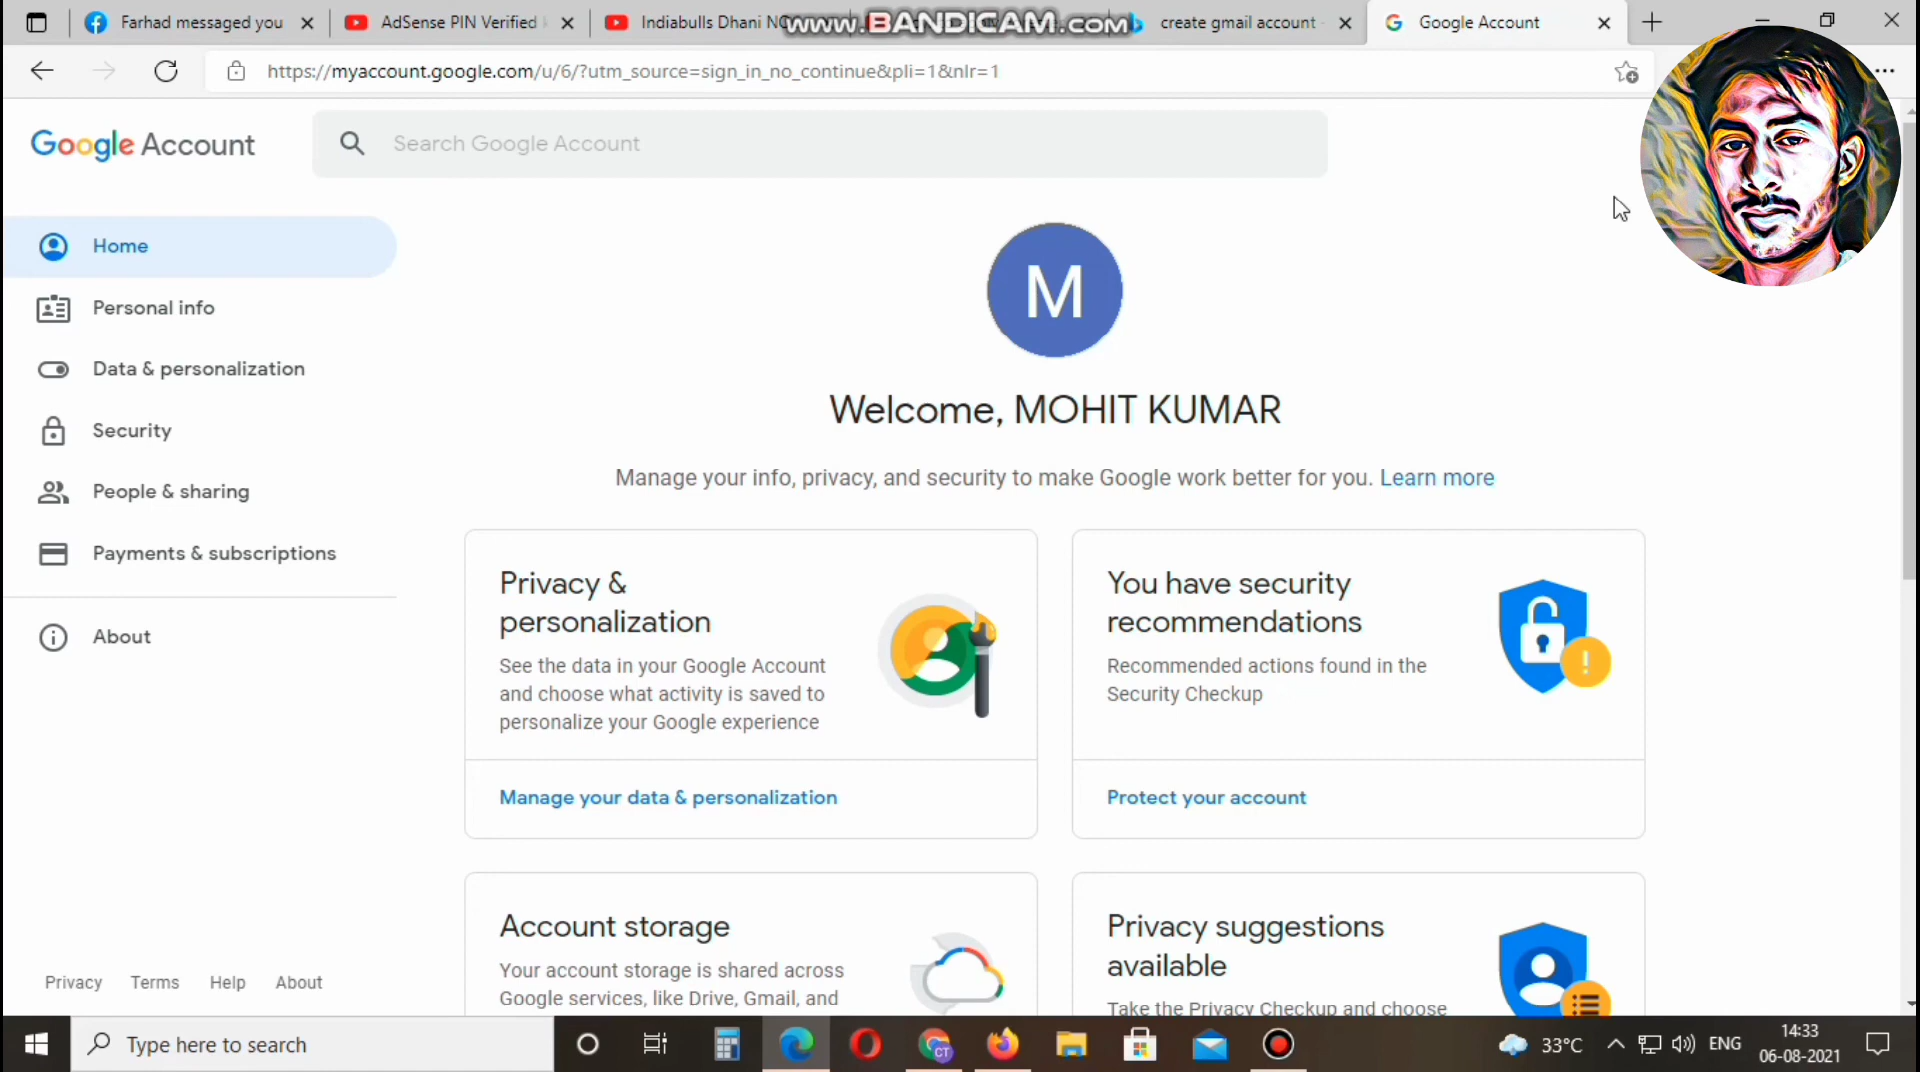 Farhad messaged you
AdSense PIN Verified
Indiabulls Dhani
www.BANDICAM.com
create gmail account
Google Account
https://myaccount.google.com/u/6/?utm_source=sign_in_no_continue&pli=1&nlr=1
Google Account
Search Google Account
Home
Personal info
Data & personalization
Security
People & sharing
Payments & subscriptions
About
M
Welcome, MOHIT KUMAR
Manage your info, privacy, and security to make Google work better for you. Learn more
Privacy &
personalization
See the data in your Google Account
and choose what activity is saved to
personalize your Google experience
Manage your data & personalization
You have security
recommendations
Recommended actions found in the
Security Checkup
Protect your account
Account storage
Your account storage is shared across
Google services, like Drive, Gmail, and
Privacy suggestions
available
Take the Privacy Checkup and choose
Privacy Terms Help About
Type here to search
CT
33°C
ENG
14:33
06-08-2021